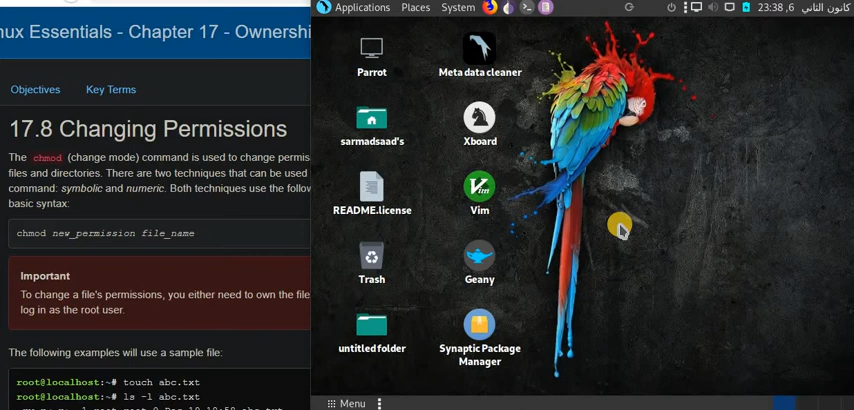 nux Essentials - Chapter 17 - Ownershi
Objectives Key Terms
17.8 Changing Permissions
The chmod (change mode) command is used to change permis
files and directories. There are two techniques that can be used
command: symbolic and numeric. Both techniques use the follow
basic syntax:
chmod new_permission file_name
Important
To change a file's permissions, you either need to own the file
log in as the root user.
The following examples will use a sample file:
root@localhost:~# touch abc.txt
root@localhost:~# ls -l abc.txt
Applications Places System
23:38 ,6 كانون الثاني
Parrot
Meta data cleaner
sarmadsaad's
Xboard
README.license
Vim
Trash
Geany
untitled folder
Synaptic Package
Manager
Menu